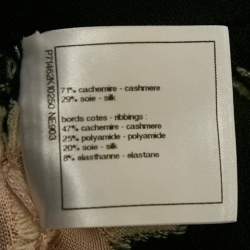 71% cachemire - cashmere
29% soie - silk
bords cotes - ribbings :
47% cachemire - cashmere
25% polyamide - polyamide
20% soie - silk
8% elasthanne - elastane